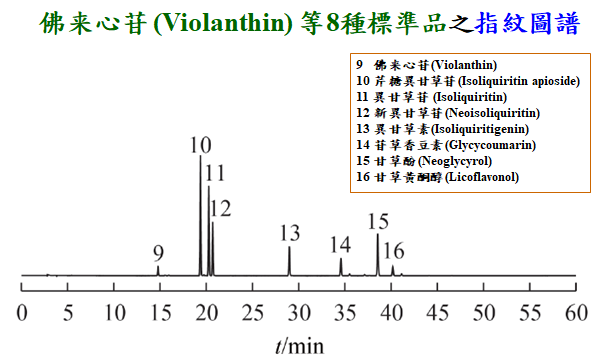 佛来心苷 (Violanthin) 等8種標準品之指紋圖譜
9 佛来心苷(Violanthin)
10 芹糖異甘草苷(Isoliquiritin apioside)
11 異甘草苷(Isoliquiritin)
12 新異甘草苷(Neoisoliquiritin)
13 異甘草素(Isoliquiritigenin)
14 苷草香豆素(Glycycoumarin)
15 甘草酚(Neoglycyrol)
16 甘草黃酮醇(Licoflavonol)
10
11
12
9
13
14
15
16
0 5 10 15 20 25 30 35 40 45 50 55 60
t/min